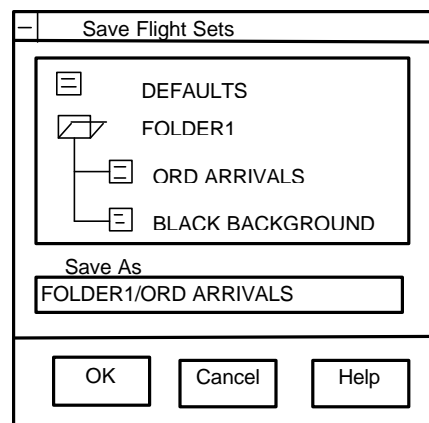 Save Flight Sets
DEFAULTS
FOLDER1
ORD ARRIVALS
BLACK BACKGROUND
Save As
FOLDER1/ORD ARRIVALS
OK Cancel Help